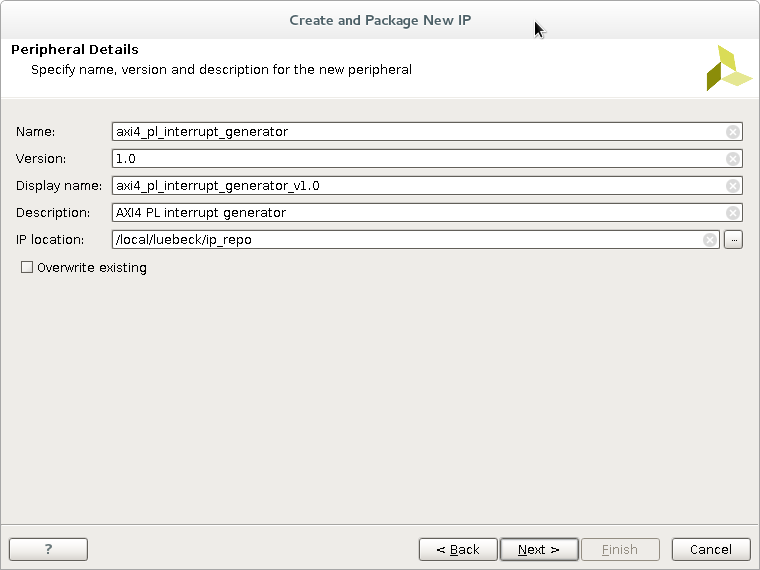 Create and Package New IP
Peripheral Details
Specify name, version and description for the new peripheral
Name: axi4_pl_interrupt_generator
Version: 1.0
Display name: axi4_pl_interrupt_generator_v1.0
Description: AXI4 PL interrupt generator
IP location: /local/luebeck/ip_repo ...
Overwrite existing
? < Back Next > Finish Cancel